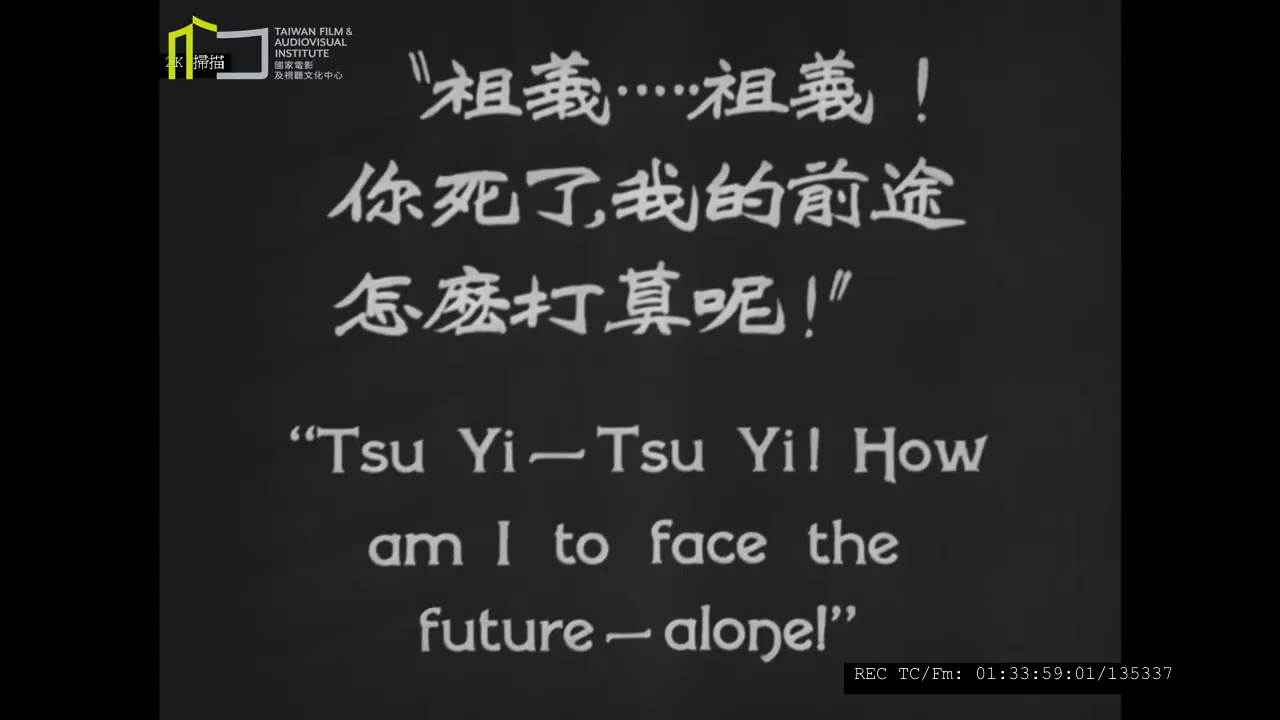 TAIWAN FILM &
AUDIOVISUAL
INSTITUTE
國家電影
及視聽文化中心
2K 掃描
"祖義……祖義！
你死了,我的前途
怎麽打算呢！"
“Tsu Yi—Tsu Yi! How
am I to face the
future—alone!”
REC TC/Fm: 01:33:59:01/135337